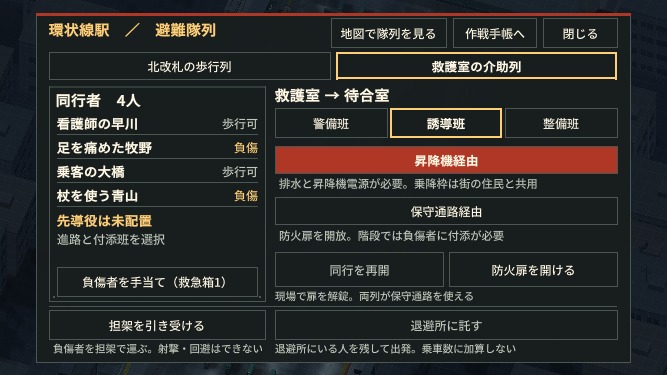 環状線駅 ／ 避難隊列
地図で隊列を見る
作戦手帳へ
閉じる
北改札の歩行列
救護室の介助列
同行者 4人
看護師の早川 歩行可
足を痛めた牧野 負傷
乗客の大橋 歩行可
杖を使う青山 負傷
先導役は未配置
進路と付添班を選択
負傷者を手当て（救急箱1）
救護室 → 待合室
警備班
誘導班
整備班
昇降機経由
排水と昇降機電源が必要。乗降枠は街の住民と共用
保守通路経由
防火扉を開放。階段では負傷者に付添が必要
同行を再開
防火扉を開ける
現場で扉を解錠。両列が保守通路を使える
担架を引き受ける
負傷者を担架で運ぶ。射撃・回避はできない
退避所に託す
退避所にいる人を残して出発。乗車数に加算しない